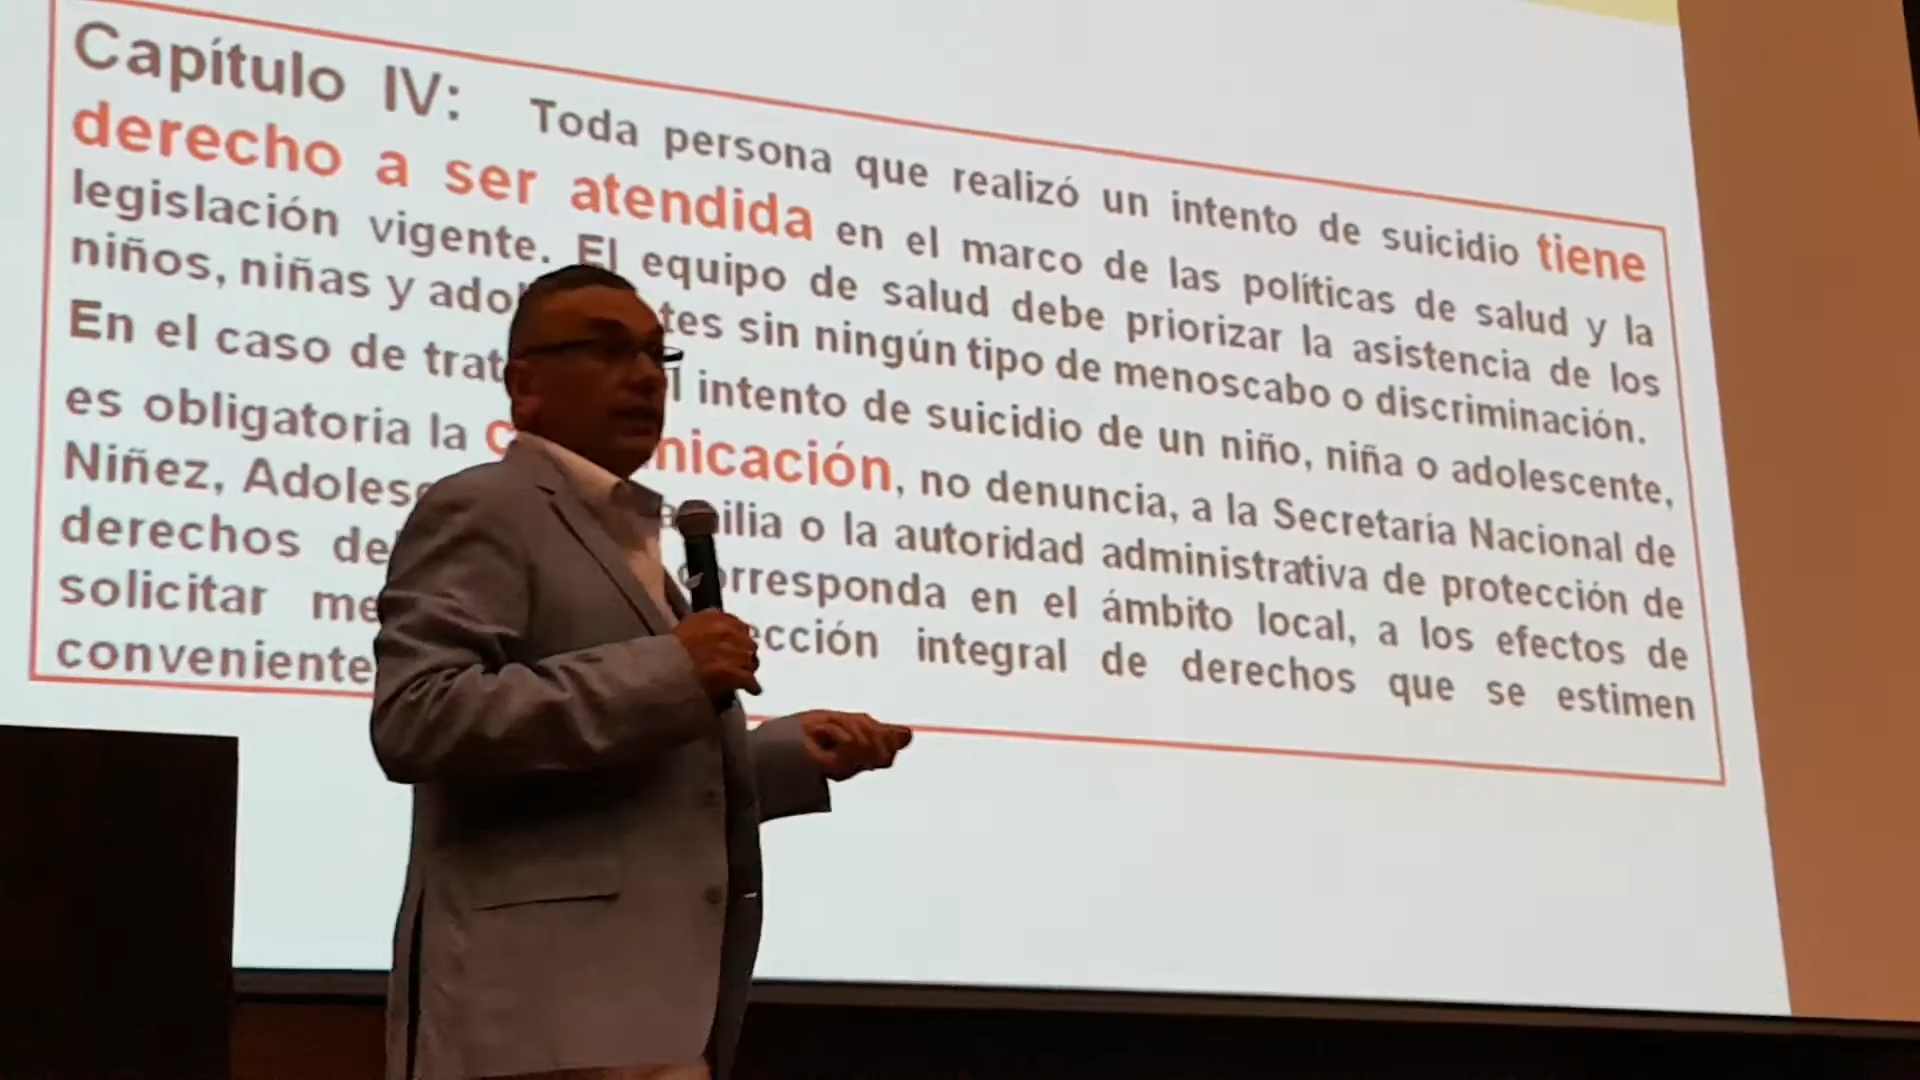 Capítulo IV: Toda persona que realizó un intento de suicidio tiene
derecho a ser atendida en el marco de las políticas de salud y la
legislación vigente. El equipo de salud debe priorizar la asistencia de los
niños, niñas y ado tes sin ningún tipo de menoscabo o discriminación.
En el caso de trat l intento de suicidio de un niño, niña o adolescente,
es obligatoria la c nicación, no denuncia, a la Secretaría Nacional de
Niñez, Adolesc ilia o la autoridad administrativa de protección de
derechos de rresponda en el ámbito local, a los efectos de
solicitar me cción integral de derechos que se estimen
conveniente